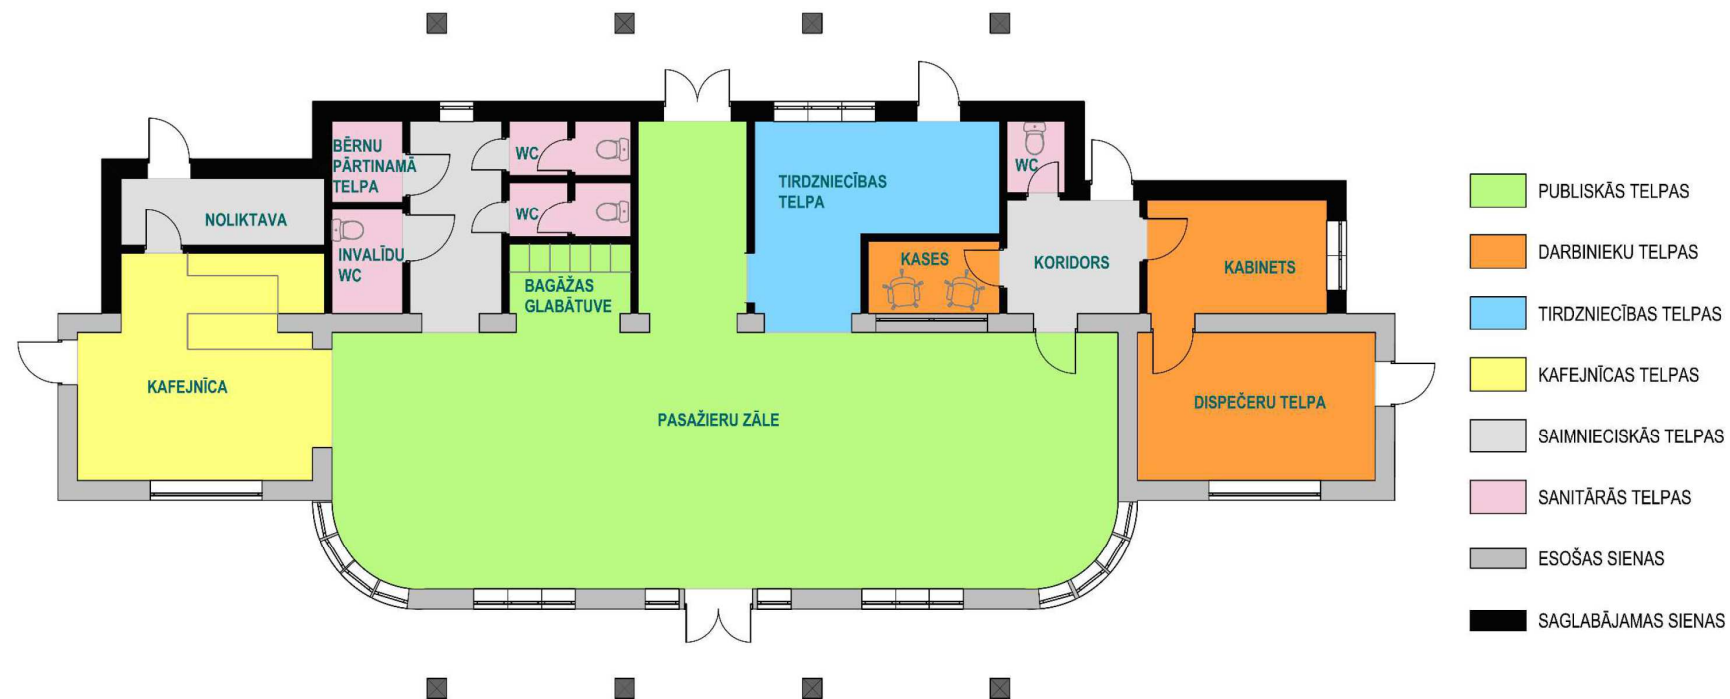 BĒRNU
PĀRTINAMĀ
TELPA
WC
WC
NOLIKTAVA
INVALĪDU
WC
BAGĀŽAS
GLABĀTUVE
TIRDZNIECĪBAS
TELPA
WC
KASES
KORIDORS
KABINETS
KAFEJNĪCA
PASAŽIERU ZĀLE
DISPEČERU TELPA
PUBLISKĀS TELPAS
DARBINIEKU TELPAS
TIRDZNIECĪBAS TELPAS
KAFEJNĪCAS TELPAS
SAIMNIECISKĀS TELPAS
SANITĀRĀS TELPAS
ESOŠAS SIENAS
SAGLABĀJAMAS SIENAS